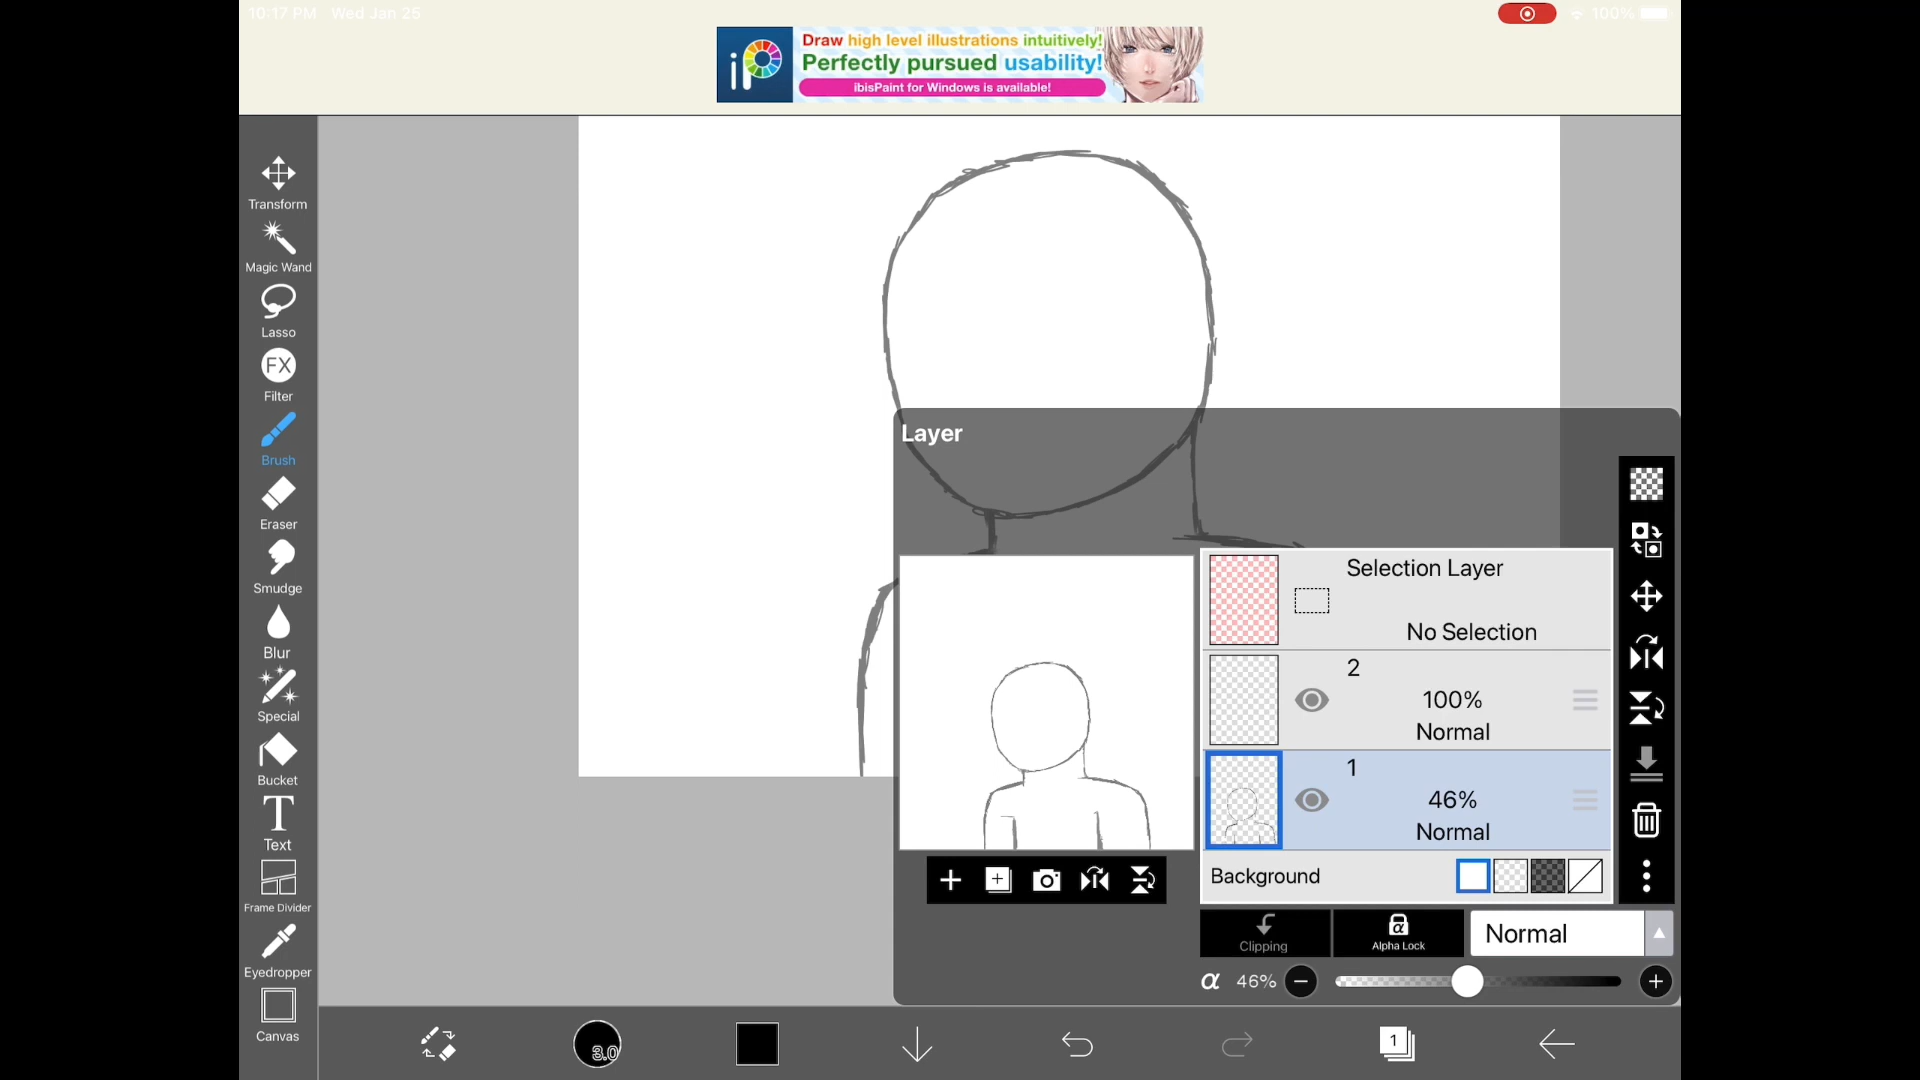 10:17 PM Wed Jan 25
100%
iP
Draw high level illustrations intuitively!
Perfectly pursued usability!
ibisPaint for Windows is available!
Transform
Magic Wand
Lasso
FX
Filter
Brush
Eraser
Smudge
Blur
Special
Bucket
T
Text
Frame Divider
Eyedropper
Canvas
Layer
Selection Layer
No Selection
2
100%
Normal
1
46%
Normal
Background
Clipping
α
Alpha Lock
Normal
α 46%
3.0
1